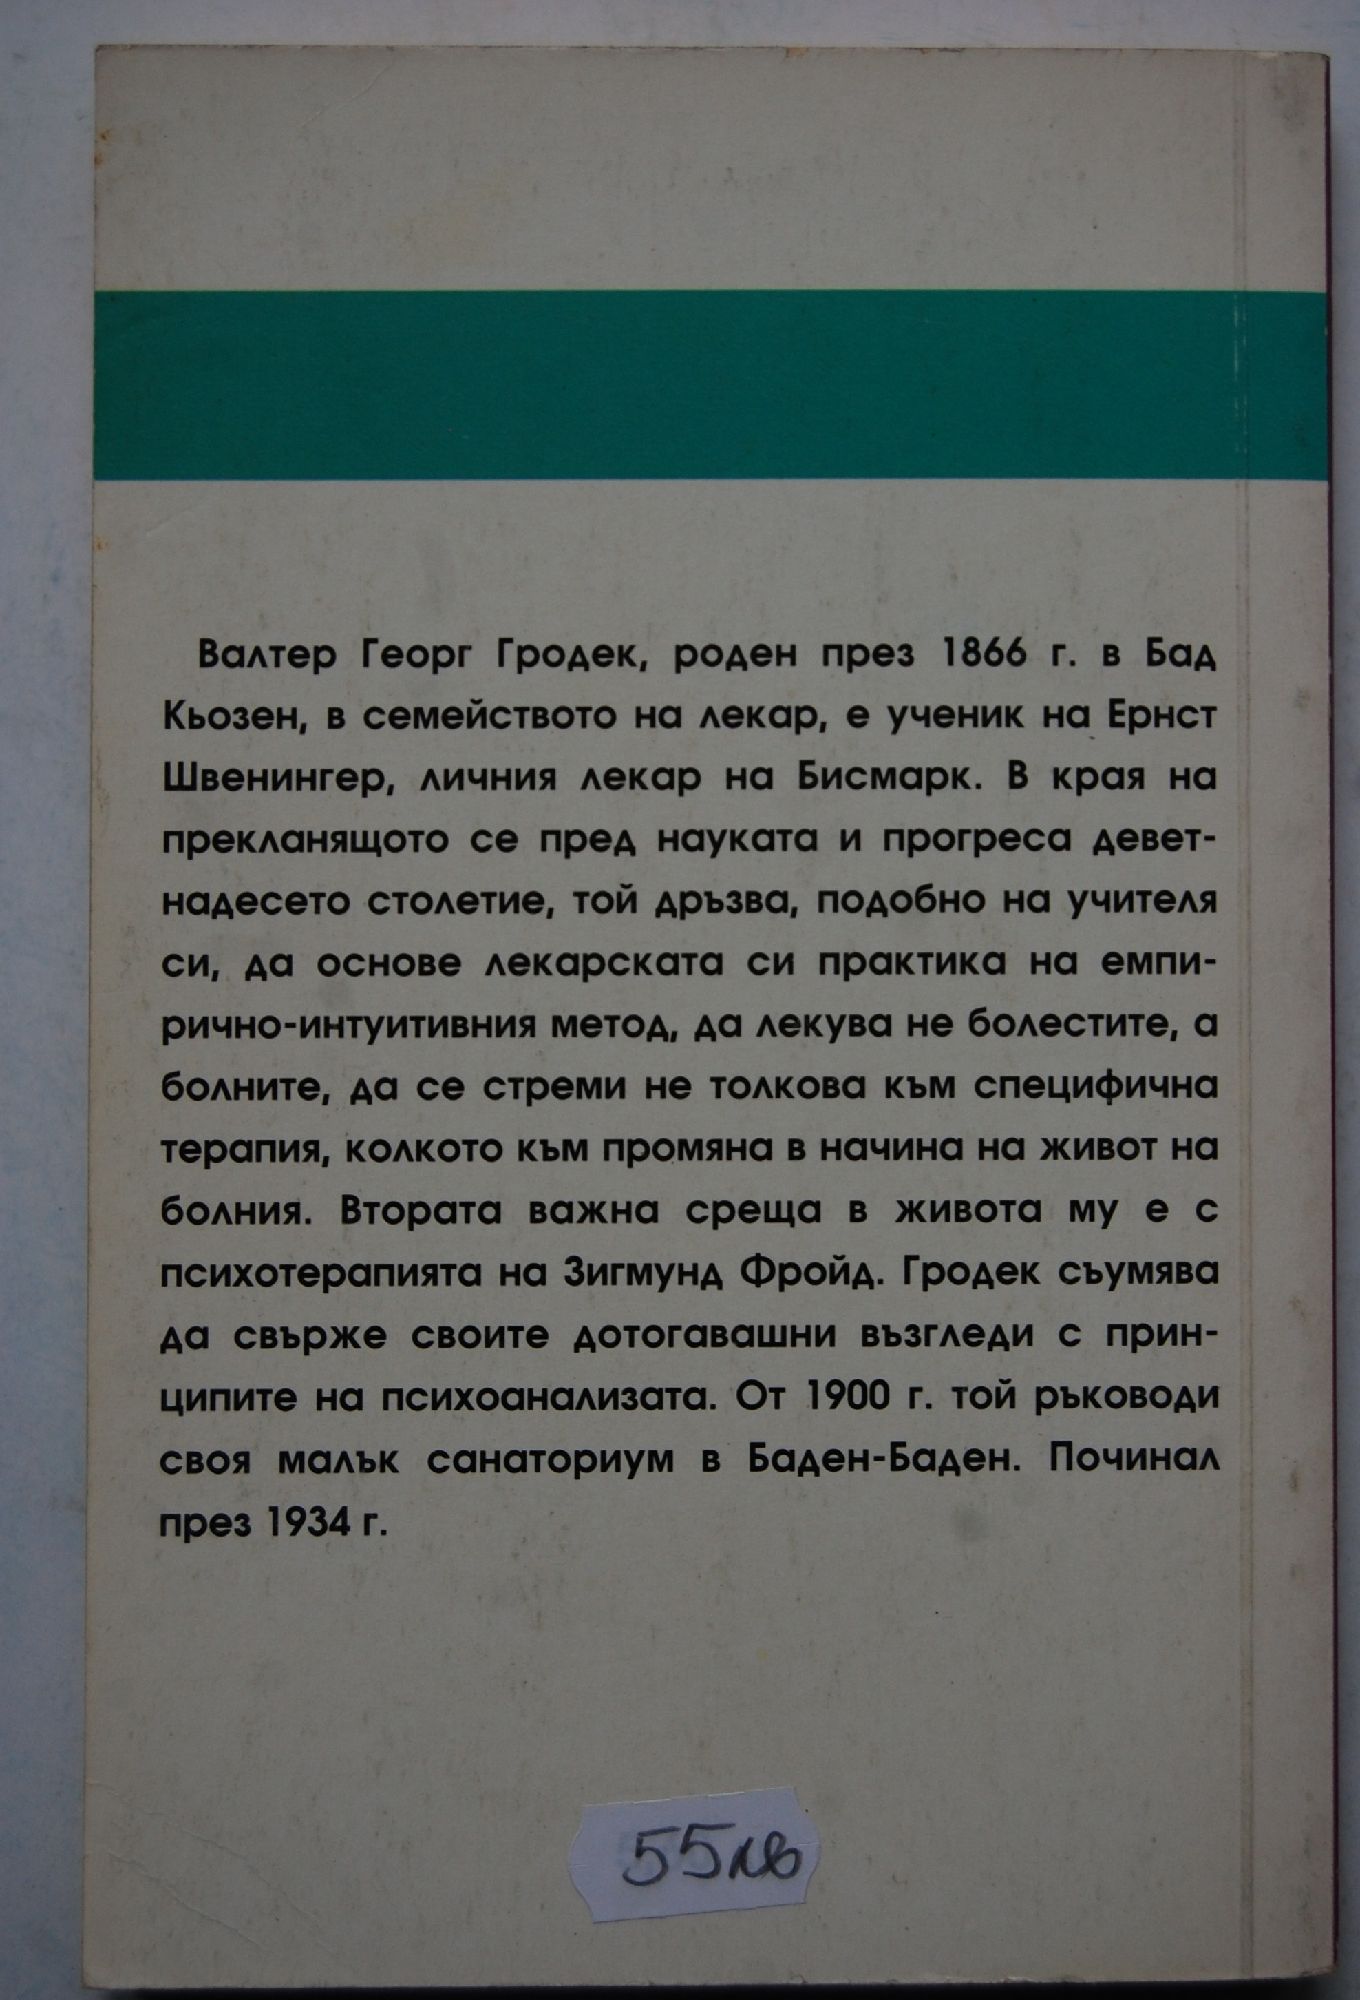 Валтер Георг Гродек, роден през 1866 г. в Бад
Кьозен, в семейството на лекар, е ученик на Ернст
Швенингер, личния лекар на Бисмарк. В края на
прекланящото се пред науката и прогреса девет-
надесето столетие, той дръзва, подобно на учителя
си, да основе лекарската си практика на емпи-
рично-интуитивния метод, да лекува не болестите, а
болните, да се стреми не толкова към специфична
терапия, колкото към промяна в начина на живот на
болния. Втората важна среща в живота му е с
психотерапията на Зигмунд Фройд. Гродек съумява
да свърже своите дотогавашни възгледи с прин-
ципите на психоанализата. От 1900 г. той ръководи
своя малък санаториум в Баден-Баден. Починал
през 1934 г.
55лв